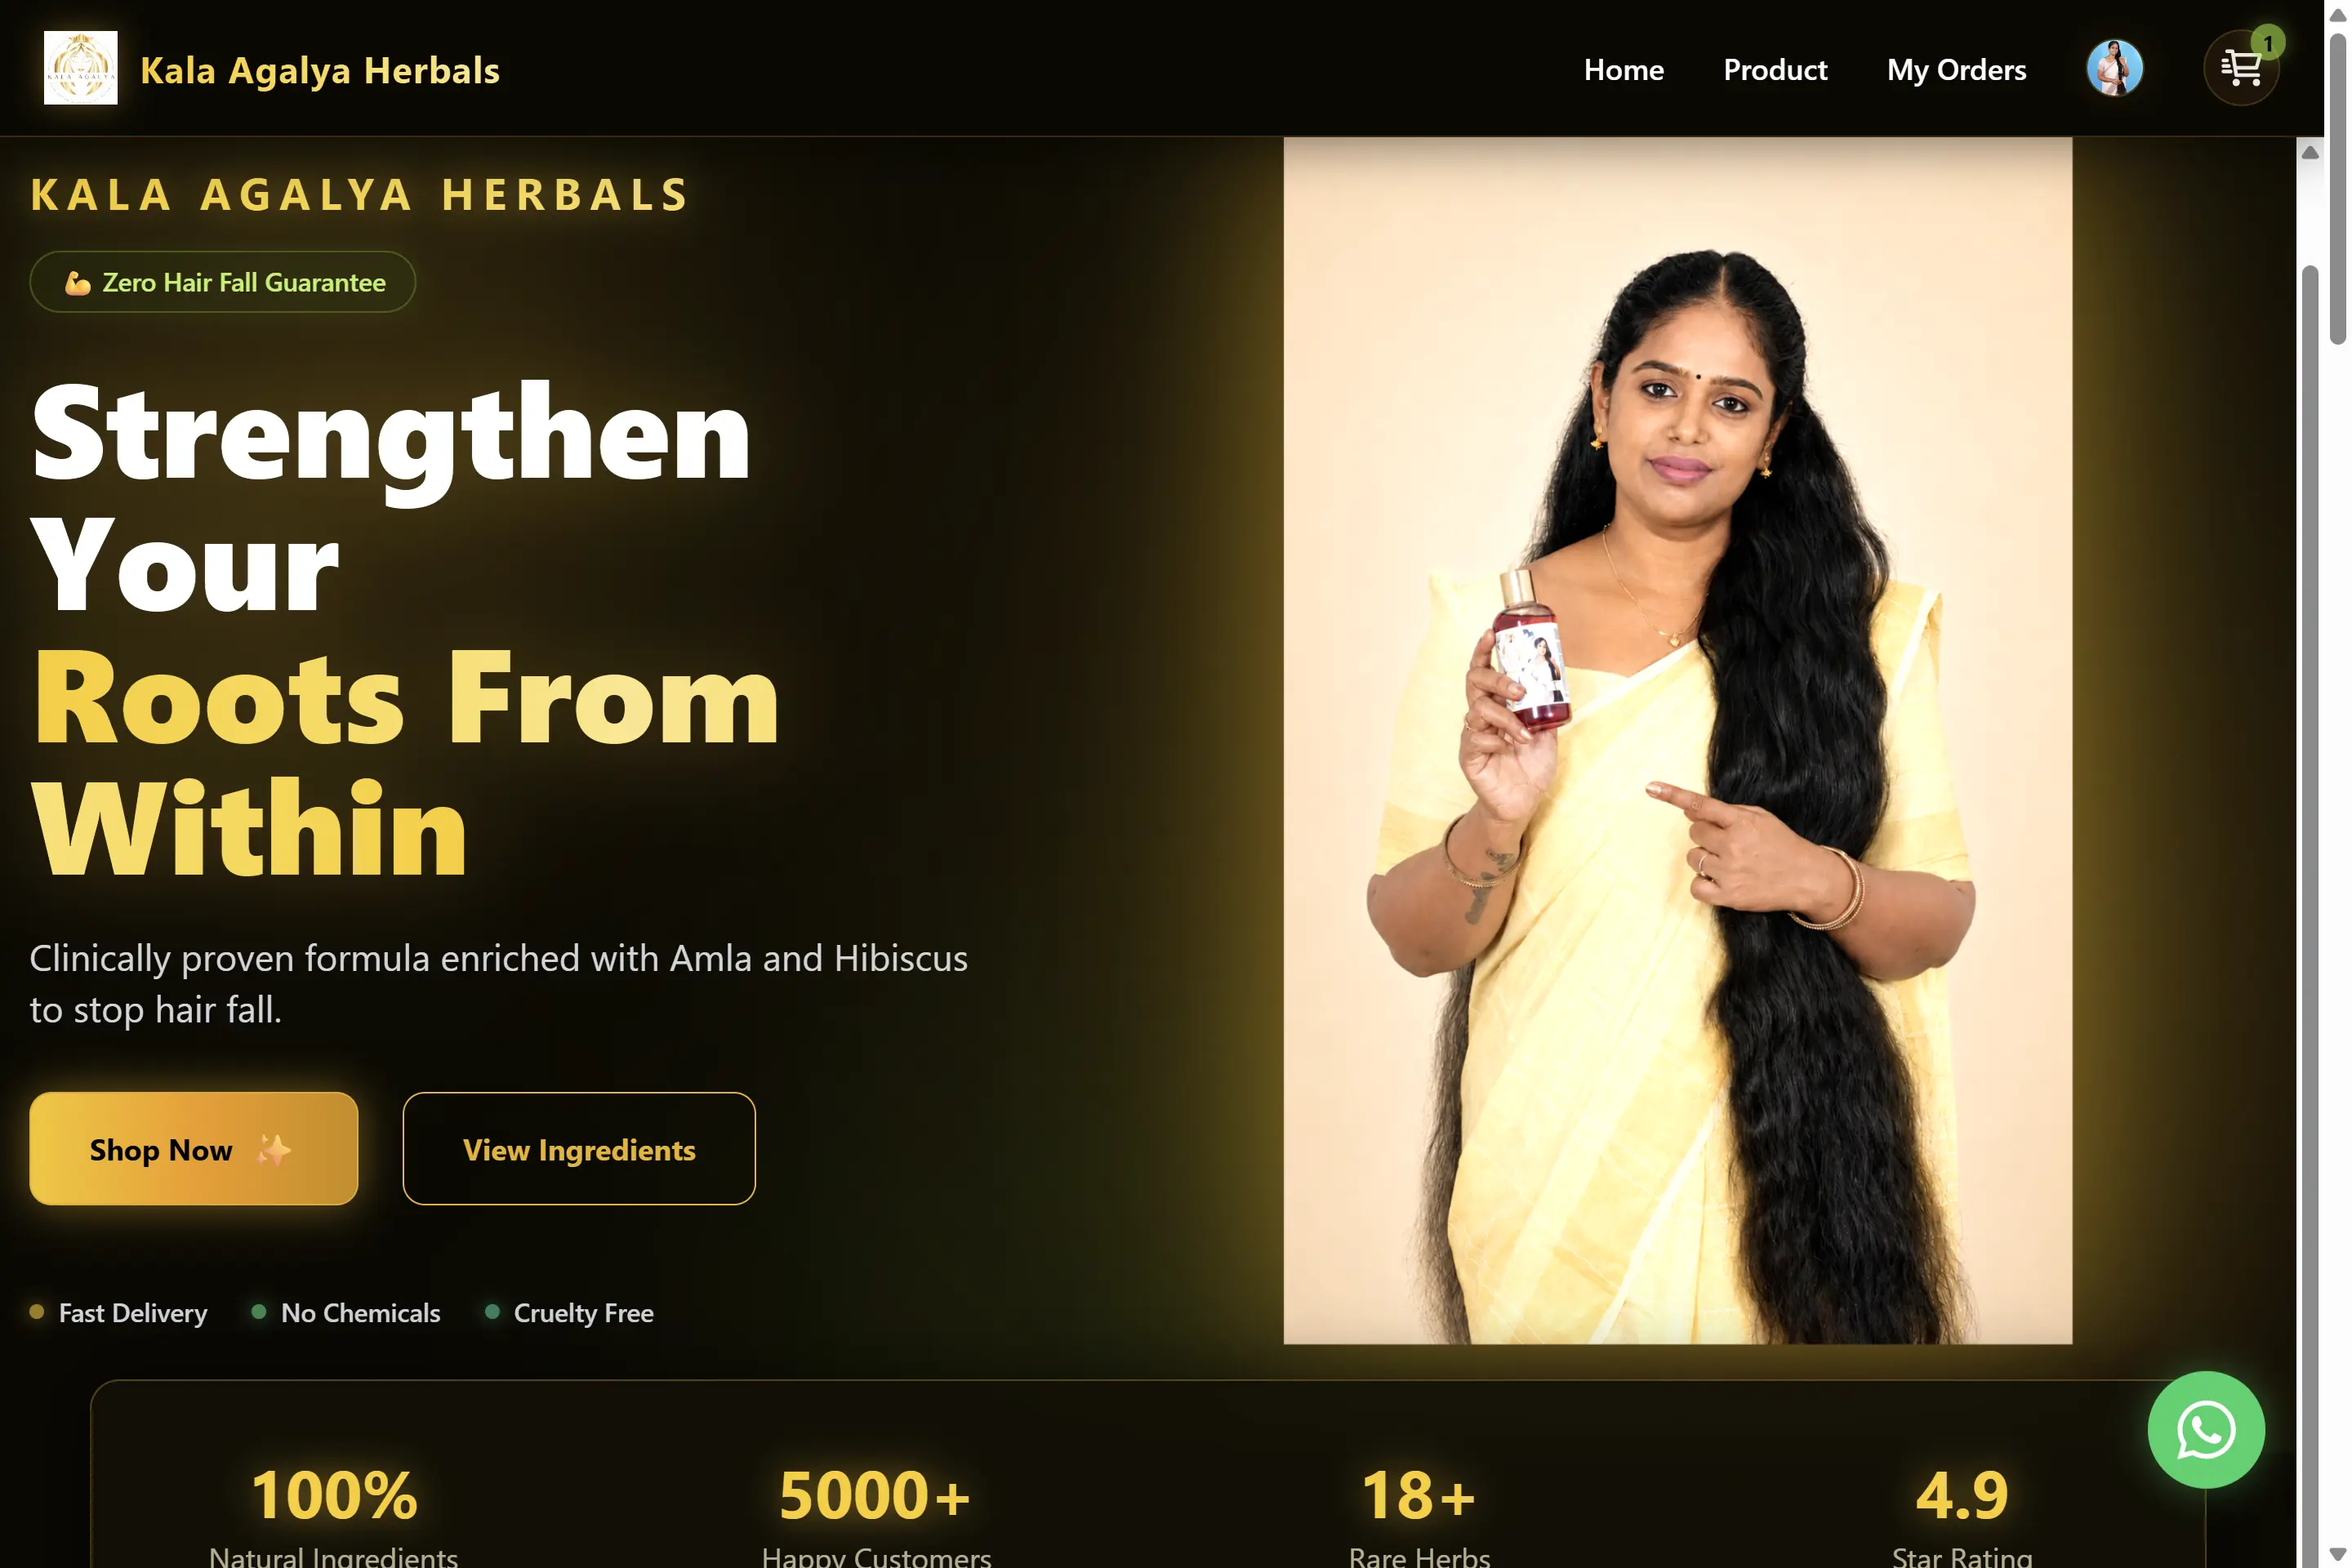 KALA AGALYA
Kala Agalya Herbals
Home
Product
My Orders
1
KALA AGALYA HERBALS
💪 Zero Hair Fall Guarantee
Strengthen
Your
Roots From
Within
Clinically proven formula enriched with Amla and Hibiscus
to stop hair fall.
Shop Now ✨
View Ingredients
Fast Delivery
No Chemicals
Cruelty Free
100%
Natural Ingredients
5000+
Happy Customers
18+
Rare Herbs
4.9
Star Rating